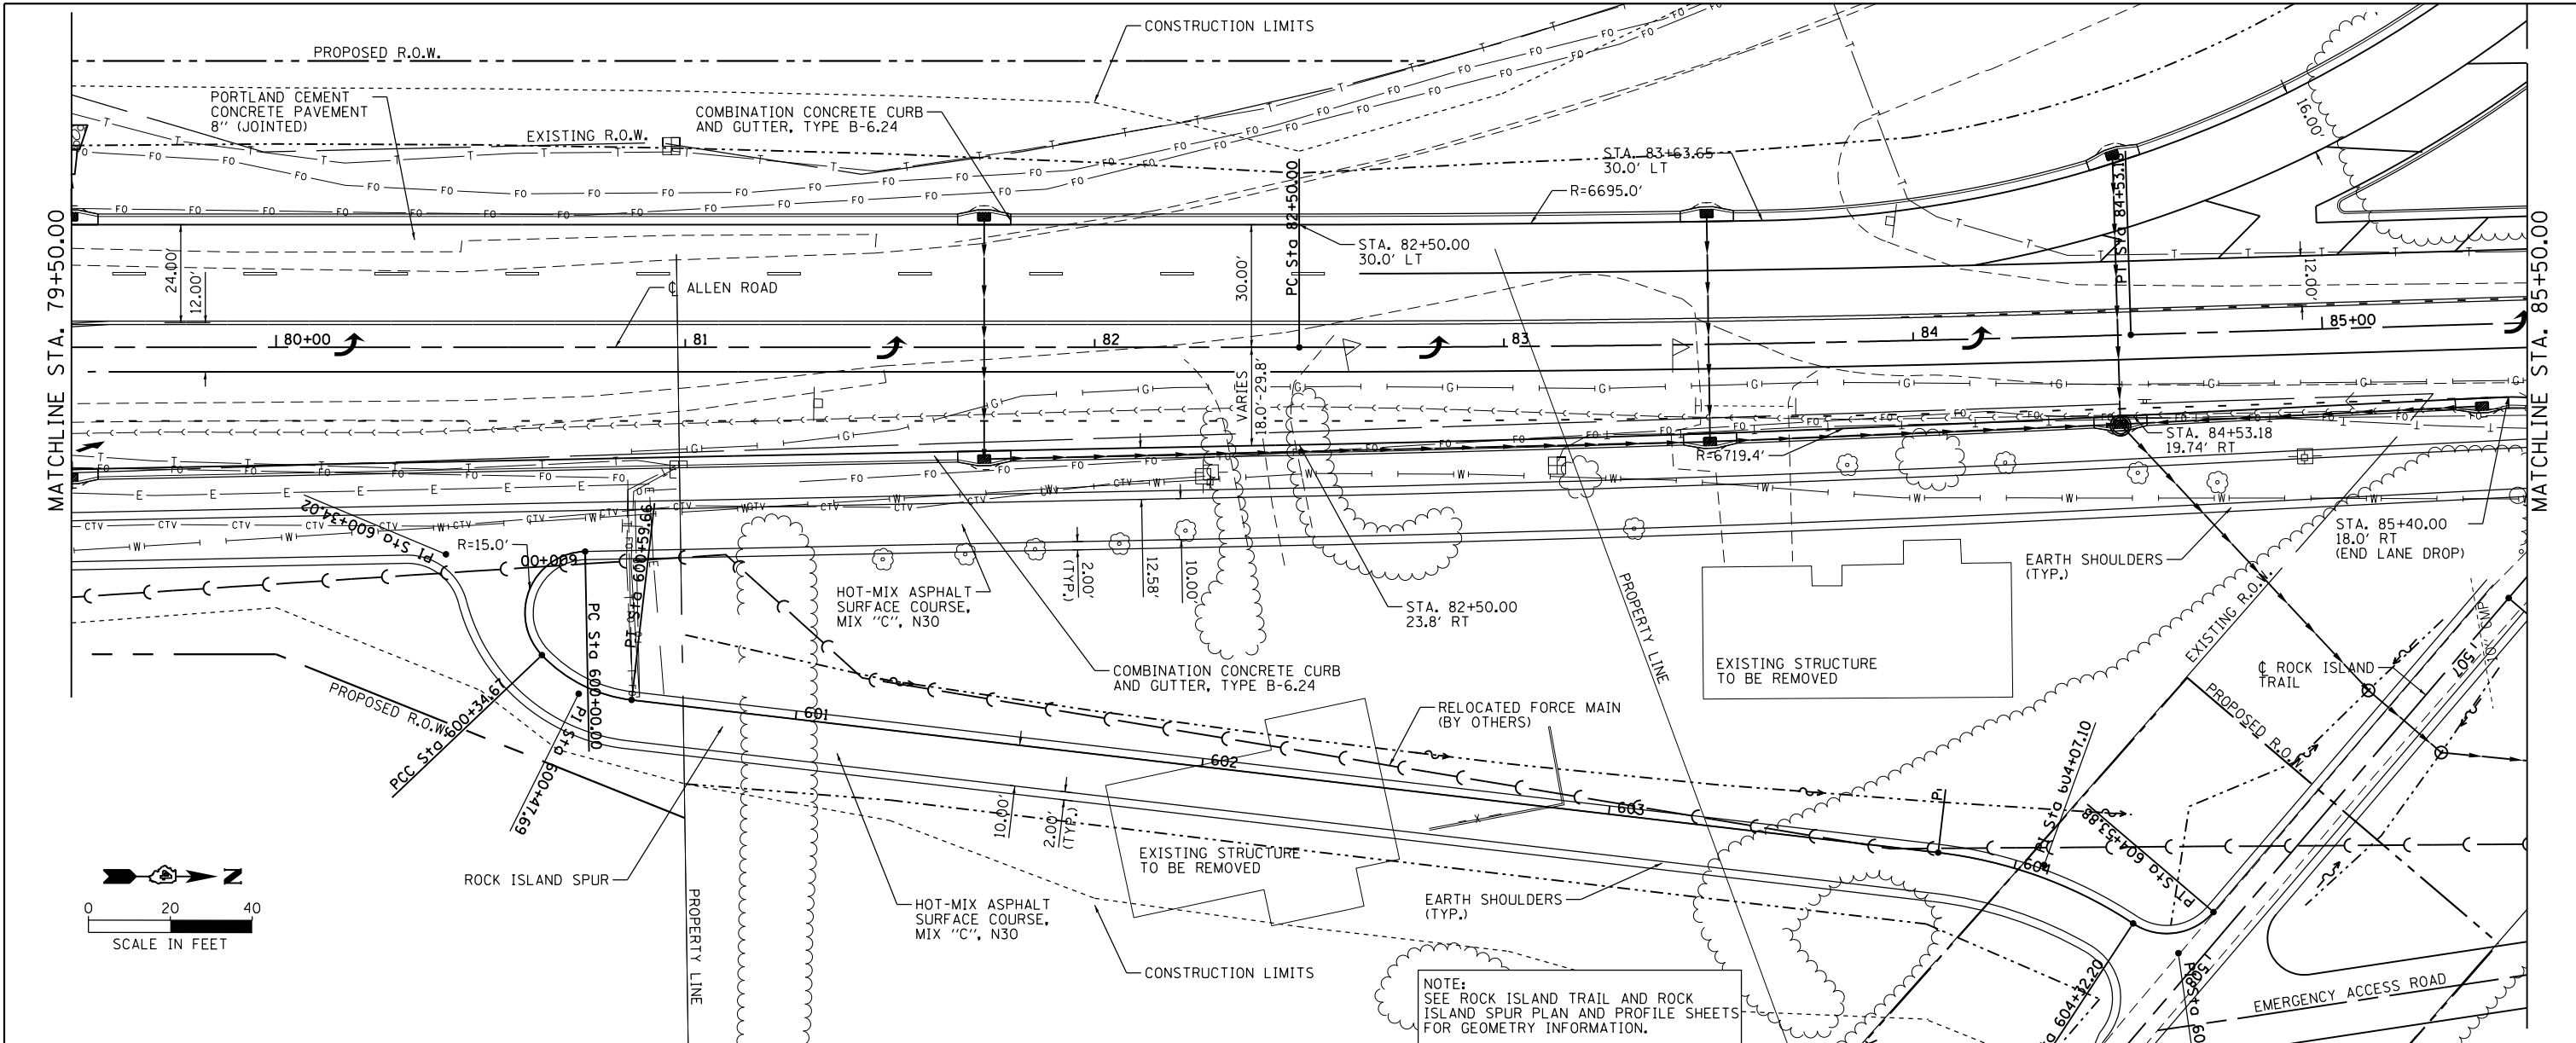 CONSTRUCTION LIMITS
PROPOSED R.O.W.
PORTLAND CEMENT
CONCRETE PAVEMENT
8" (JOINTED)
COMBINATION CONCRETE CURB
AND GUTTER, TYPE B-6.24
EXISTING R.O.W.
STA. 83+63.65
30.0' LT
R=6695.0'
16.00'
MATCHLINE STA. 79+50.00
MATCHLINE STA. 85+50.00
PC Sta 82+50.00
PT Sta 84+53.18
STA. 82+50.00
30.0' LT
24.00'
12.00'
30.00'
12.00'
℄ ALLEN ROAD
80+00
81
82
83
84
85+00
VARIES
18.0'-29.8'
R=6719.4'
STA. 84+53.18
19.74' RT
STA. 85+40.00
18.0' RT
(END LANE DROP)
EARTH SHOULDERS
(TYP.)
PI Sta 600+34.02
R=15.0'
600+00
PI Sta 600+59.66
PC Sta 600+00.00
2.00'
(TYP.)
12.58'
10.00'
HOT-MIX ASPHALT
SURFACE COURSE,
MIX "C", N30
STA. 82+50.00
23.8' RT
COMBINATION CONCRETE CURB
AND GUTTER, TYPE B-6.24
PROPERTY LINE
EXISTING STRUCTURE
TO BE REMOVED
EXISTING R.O.W.
℄ ROCK ISLAND
TRAIL
507
PROPOSED R.O.W.
PROPOSED R.O.W.
PCC Sta 600+34.67
PI Sta 600+47.69
601
602
603
604
RELOCATED FORCE MAIN
(BY OTHERS)
PI Sta 604+07.10
PI Sta 604+53.88
10.00'
2.00'
(TYP.)
EXISTING STRUCTURE
TO BE REMOVED
ROCK ISLAND SPUR
PROPERTY LINE
HOT-MIX ASPHALT
SURFACE COURSE,
MIX "C", N30
EARTH SHOULDERS
(TYP.)
CONSTRUCTION LIMITS
N
0 20 40
SCALE IN FEET
NOTE:
SEE ROCK ISLAND TRAIL AND ROCK
ISLAND SPUR PLAN AND PROFILE SHEETS
FOR GEOMETRY INFORMATION.
604+32.20
508
EMERGENCY ACCESS ROAD